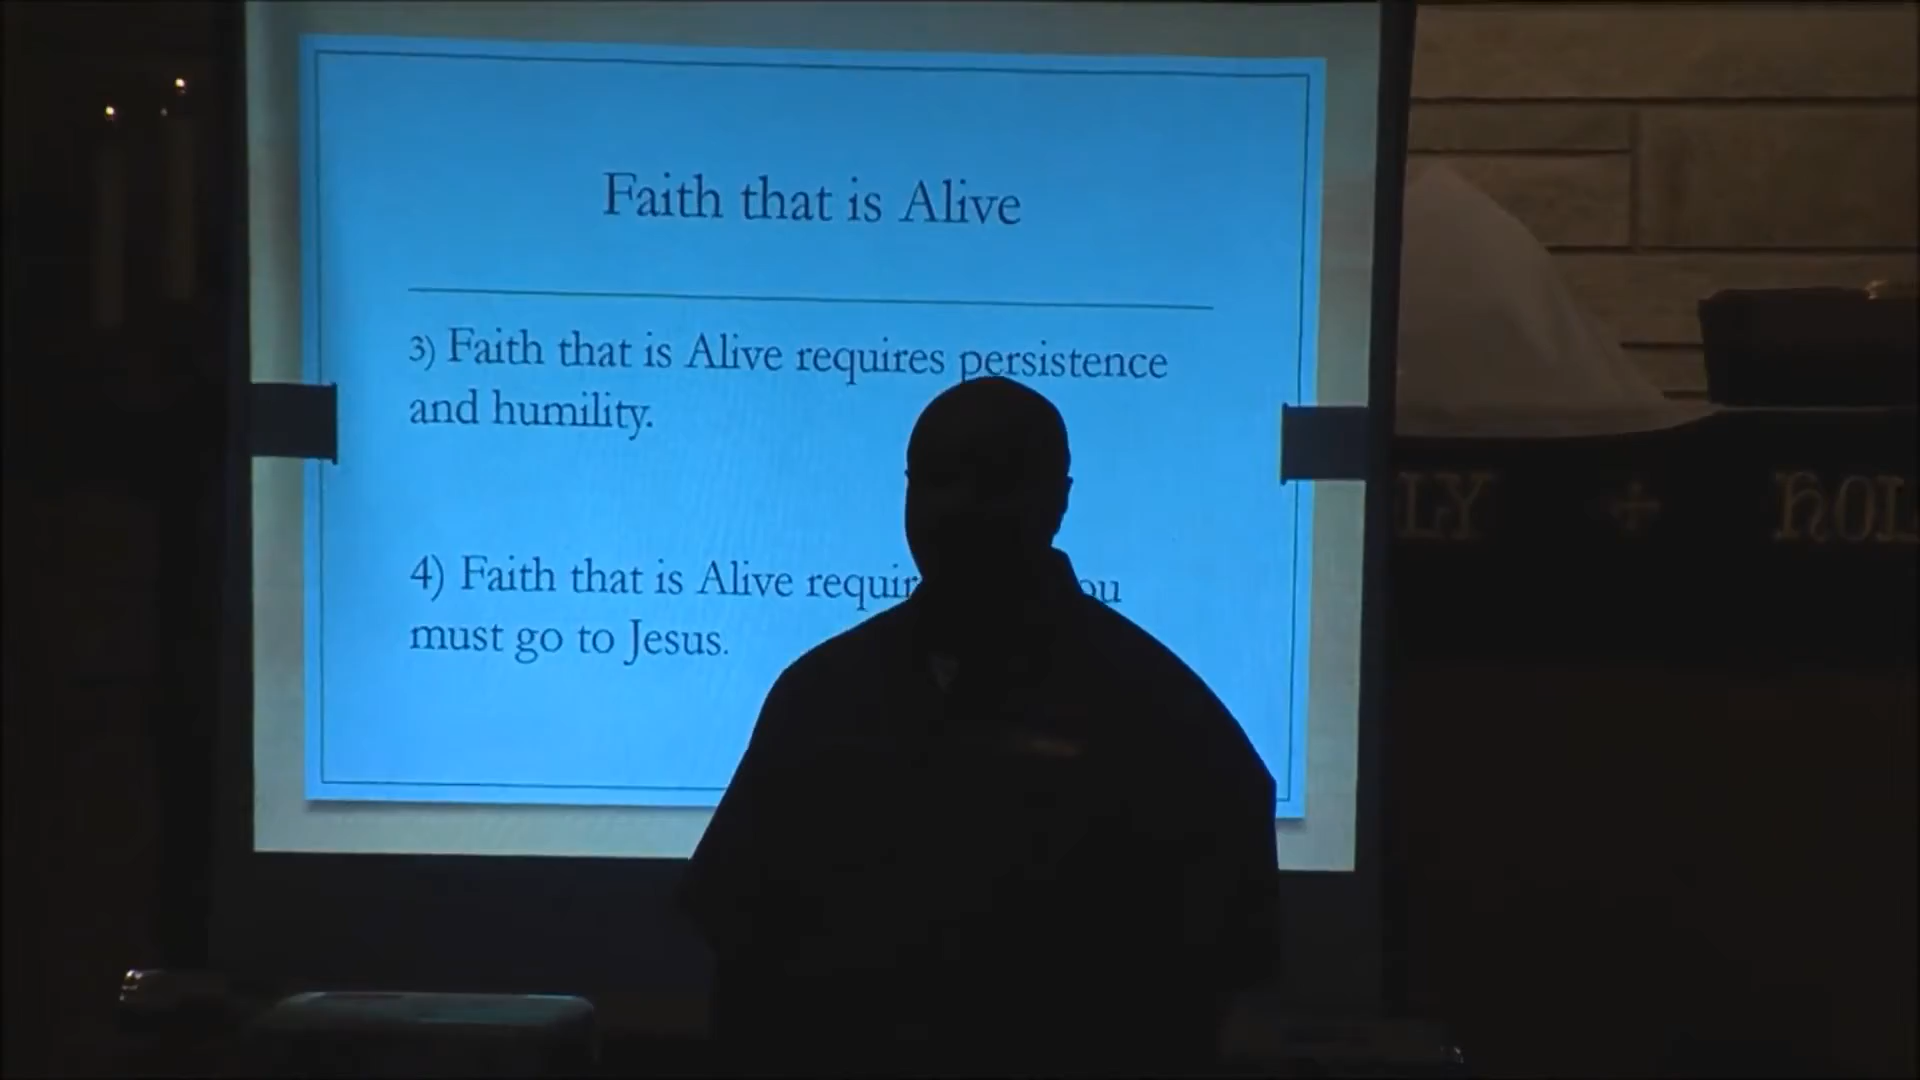 Faith that is Alive
3) Faith that is Alive requires persistence
and humility.
4) Faith that is Alive
must go to Jesus.